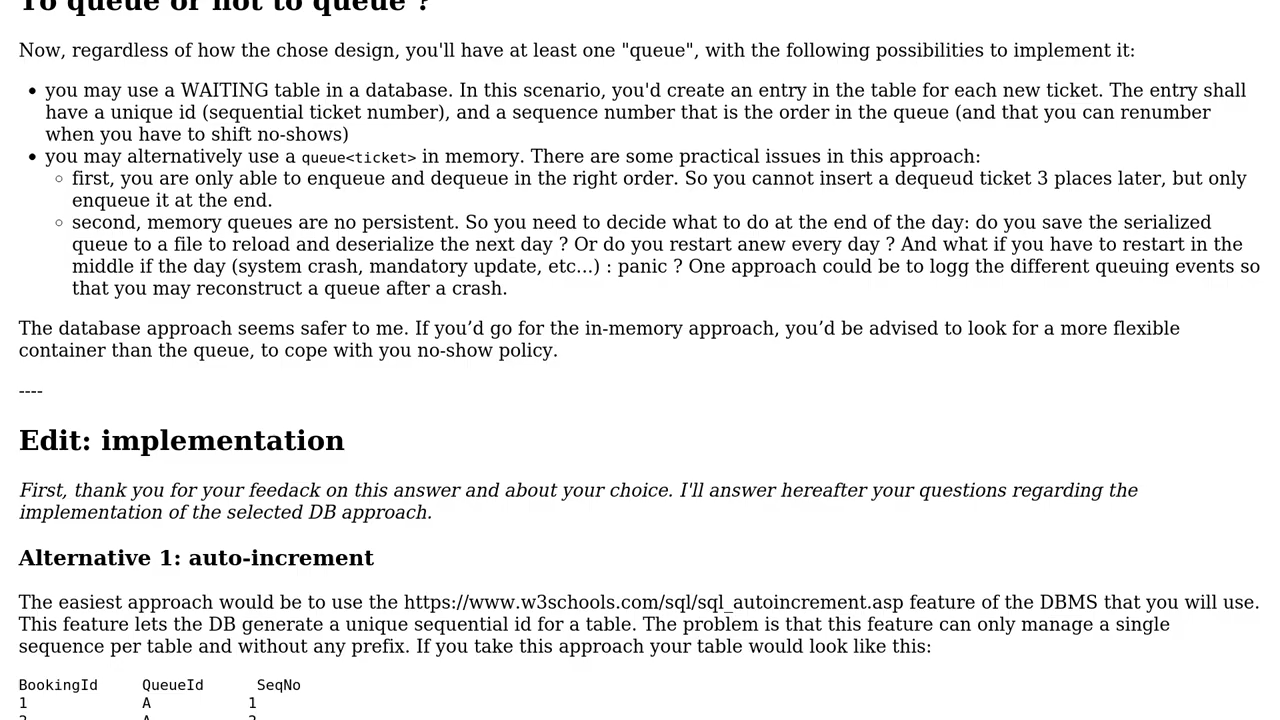 To queue or not to queue ?
Now, regardless of how the chose design, you'll have at least one "queue", with the following possibilities to implement it:
• you may use a WAITING table in a database. In this scenario, you'd create an entry in the table for each new ticket. The entry shall
have a unique id (sequential ticket number), and a sequence number that is the order in the queue (and that you can renumber
when you have to shift no-shows)
• you may alternatively use a queue<ticket> in memory. There are some practical issues in this approach:
◦ first, you are only able to enqueue and dequeue in the right order. So you cannot insert a dequeud ticket 3 places later, but only
enqueue it at the end.
◦ second, memory queues are no persistent. So you need to decide what to do at the end of the day: do you save the serialized
queue to a file to reload and deserialize the next day ? Or do you restart anew every day ? And what if you have to restart in the
middle if the day (system crash, mandatory update, etc...) : panic ? One approach could be to logg the different queuing events so
that you may reconstruct a queue after a crash.
The database approach seems safer to me. If you’d go for the in-memory approach, you’d be advised to look for a more flexible
container than the queue, to cope with you no-show policy.
----
Edit: implementation
First, thank you for your feedack on this answer and about your choice. I'll answer hereafter your questions regarding the
implementation of the selected DB approach.
Alternative 1: auto-increment
The easiest approach would be to use the https://www.w3schools.com/sql/sql_autoincrement.asp feature of the DBMS that you will use.
This feature lets the DB generate a unique sequential id for a table. The problem is that this feature can only manage a single
sequence per table and without any prefix. If you take this approach your table would look like this:
BookingId QueueId SeqNo
1 A 1
2 A 2